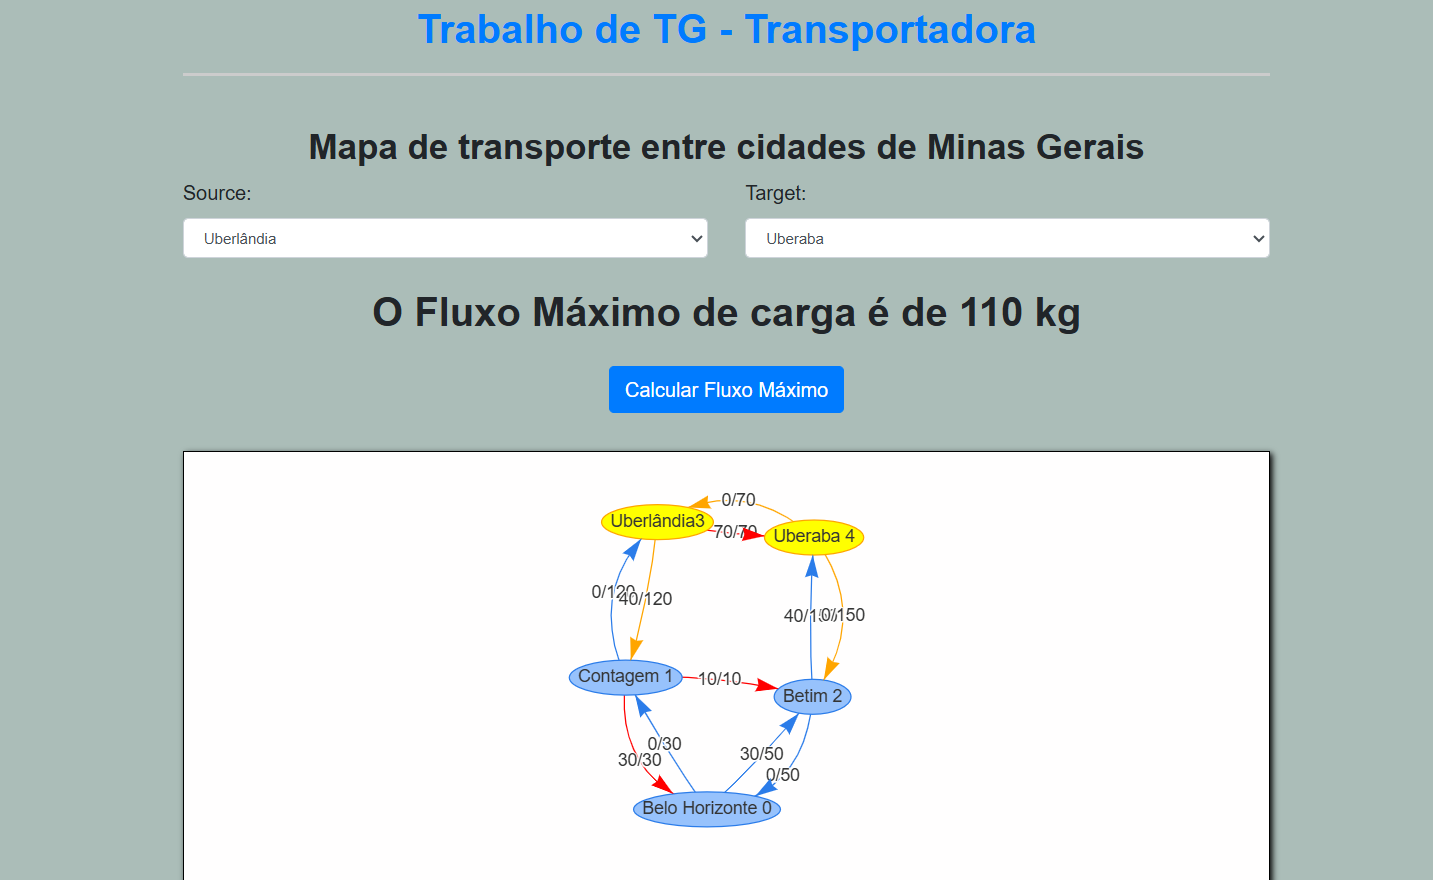 Trabalho de TG - Transportadora
Mapa de transporte entre cidades de Minas Gerais
Source:
Target:
Uberlândia
Uberaba
O Fluxo Máximo de carga é de 110 kg
Calcular Fluxo Máximo
0/70
Uberlândia3
70/70
Uberaba 4
0/120
40/120
40/150
0/150
Contagem 1
10/10
Betim 2
0/30
30/30
30/50
0/50
Belo Horizonte 0